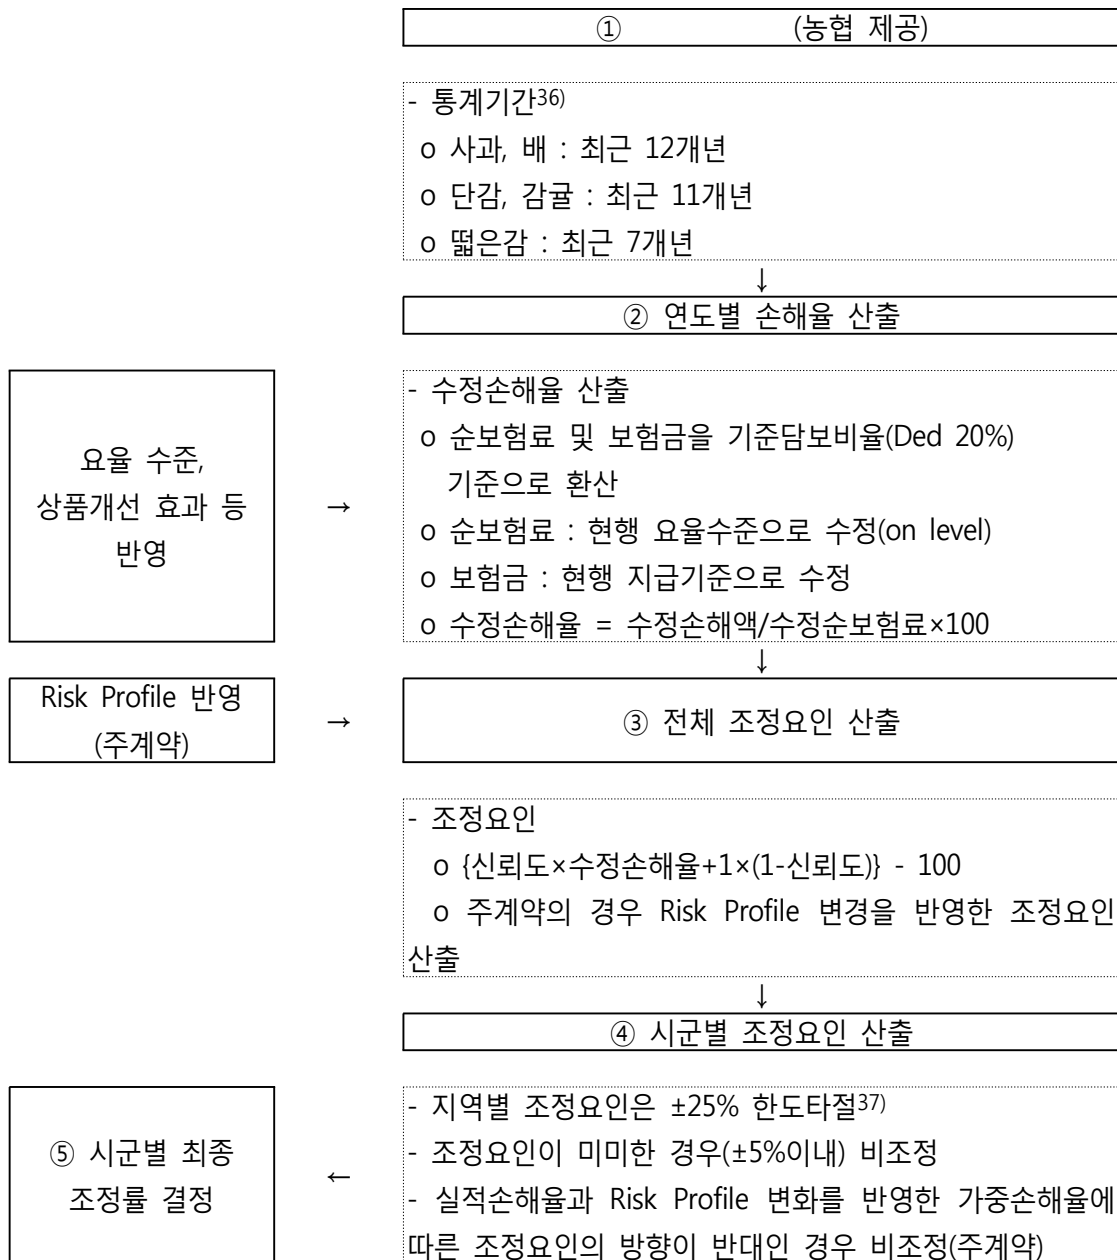 ① (농협 제공)
- 통계기간36)
o 사과, 배 : 최근 12개년
o 단감, 감귤 : 최근 11개년
o 떫은감 : 최근 7개년
↓
② 연도별 손해율 산출
요율 수준,
상품개선 효과 등
반영
→
- 수정손해율 산출
o 순보험료 및 보험금을 기준담보비율(Ded 20%)
기준으로 환산
o 순보험료 : 현행 요율수준으로 수정(on level)
o 보험금 : 현행 지급기준으로 수정
o 수정손해율 = 수정손해액/수정순보험료×100
↓
Risk Profile 반영
(주계약)
→
③ 전체 조정요인 산출
- 조정요인
o {신뢰도×수정손해율+1×(1-신뢰도)} - 100
o 주계약의 경우 Risk Profile 변경을 반영한 조정요인
산출
↓
④ 시군별 조정요인 산출
- 지역별 조정요인은 ±25% 한도타절37)
- 조정요인이 미미한 경우(±5%이내) 비조정
- 실적손해율과 Risk Profile 변화를 반영한 가중손해율에
따른 조정요인의 방향이 반대인 경우 비조정(주계약)
←
⑤ 시군별 최종
조정률 결정